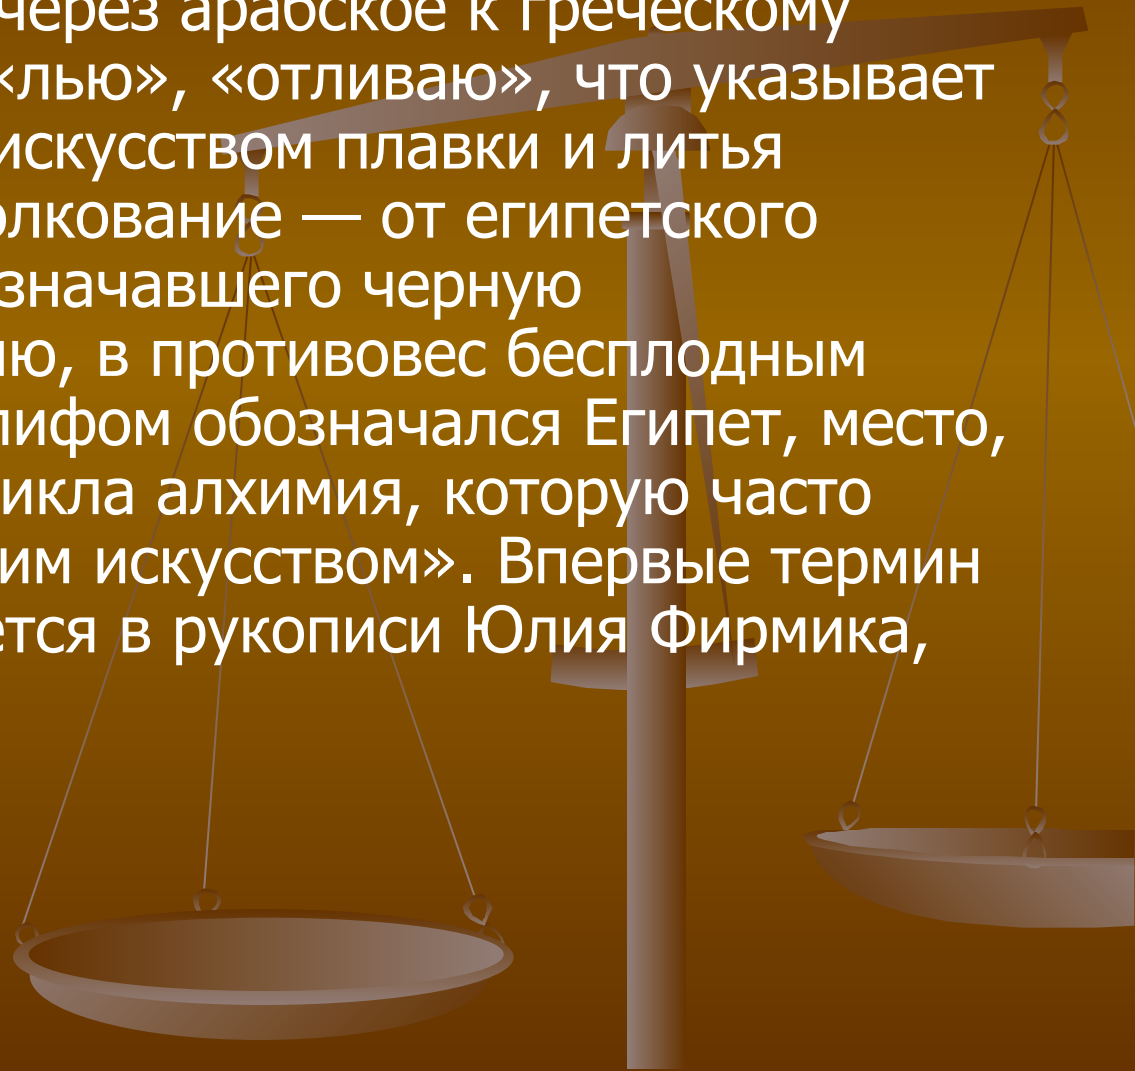 через арабское к греческому
«лью», «отливаю», что указывает
искусством плавки и литья
олкование — от египетского
значавшего черную
ию, в противовес бесплодным
лифом обозначался Египет, место,
икла алхимия, которую часто
им искусством». Впервые термин
ется в рукописи Юлия Фирмика,